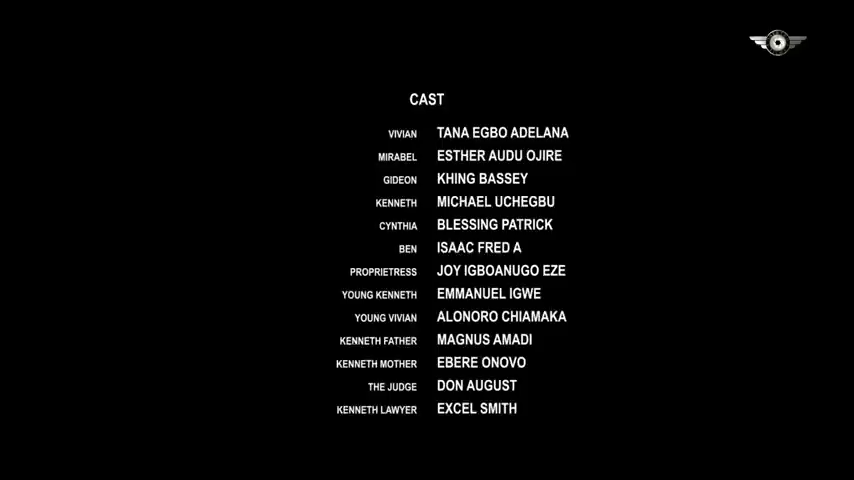 CAST
VIVIAN TANA EGBO ADELANA
MIRABEL ESTHER AUDU OJIRE
GIDEON KHING BASSEY
KENNETH MICHAEL UCHEGBU
CYNTHIA BLESSING PATRICK
BEN ISAAC FRED A
PROPRIETRESS JOY IGBOANUGO EZE
YOUNG KENNETH EMMANUEL IGWE
YOUNG VIVIAN ALONORO CHIAMAKA
KENNETH FATHER MAGNUS AMADI
KENNETH MOTHER EBERE ONOVO
THE JUDGE DON AUGUST
KENNETH LAWYER EXCEL SMITH